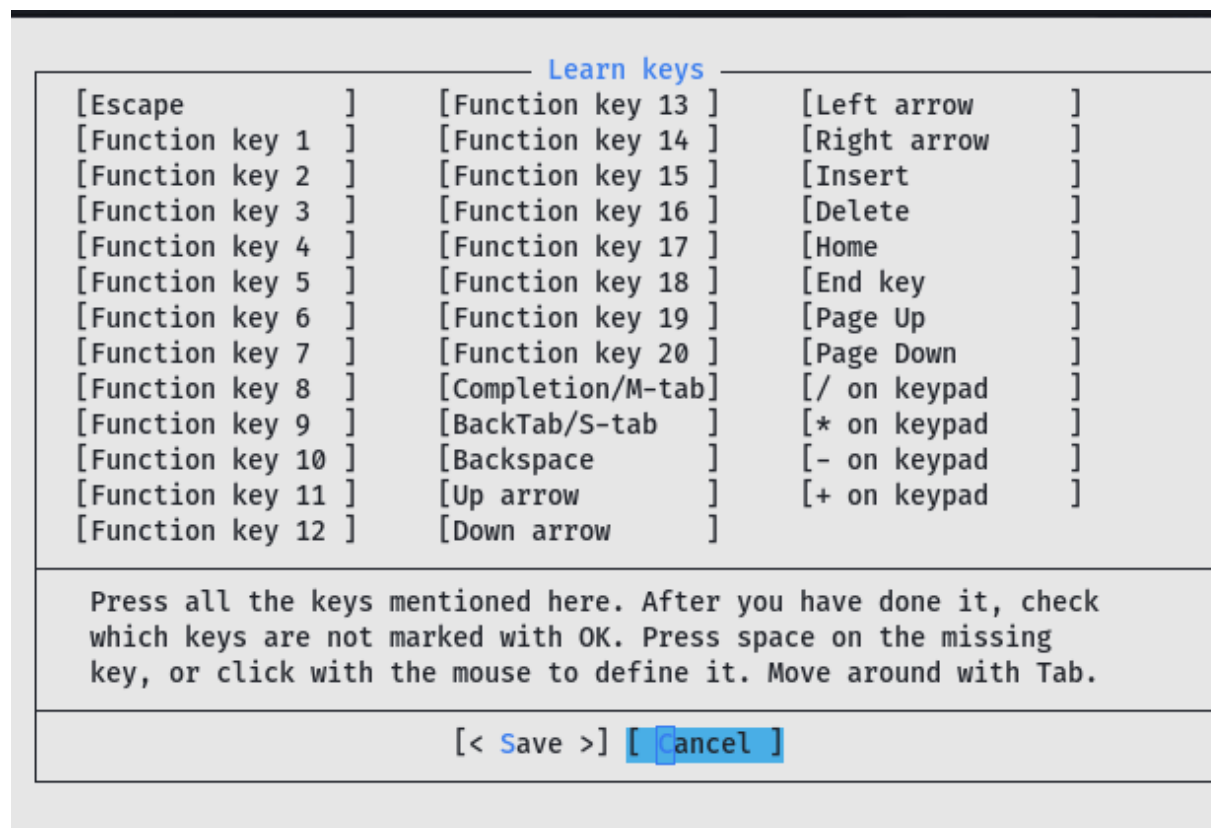 Learn keys
[Escape           ]     [Function key 13 ]     [Left arrow      ]
[Function key 1  ]     [Function key 14 ]     [Right arrow     ]
[Function key 2  ]     [Function key 15 ]     [Insert          ]
[Function key 3  ]     [Function key 16 ]     [Delete          ]
[Function key 4  ]     [Function key 17 ]     [Home            ]
[Function key 5  ]     [Function key 18 ]     [End key         ]
[Function key 6  ]     [Function key 19 ]     [Page Up         ]
[Function key 7  ]     [Function key 20 ]     [Page Down       ]
[Function key 8  ]     [Completion/M-tab]     [/ on keypad     ]
[Function key 9  ]     [BackTab/S-tab   ]     [* on keypad     ]
[Function key 10 ]     [Backspace       ]     [- on keypad     ]
[Function key 11 ]     [Up arrow        ]     [+ on keypad     ]
[Function key 12 ]     [Down arrow      ]
Press all the keys mentioned here. After you have done it, check
which keys are not marked with OK. Press space on the missing
key, or click with the mouse to define it. Move around with Tab.
[< Save >] [ Cancel ]